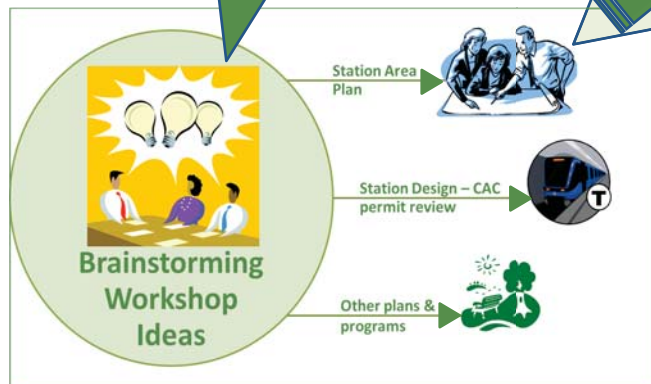 Brainstorming
Workshop
Ideas
Station Area
Plan
Station Design – CAC
permit review
T
Other plans &
programs